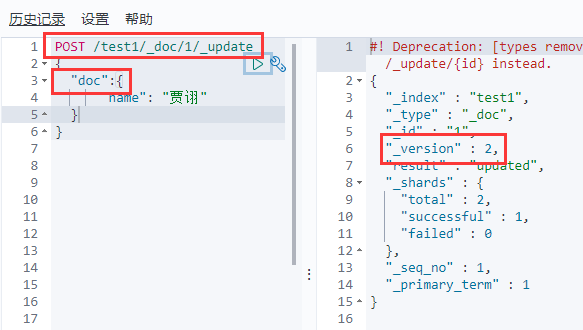 历史记录 设置 帮助
1 POST /test1/_doc/1/_update
2 {
3 "doc":{
4 name": "贾诩"
5 }
6 }
7
8
9
10
11
12
13
14
15
16
17
1 #! Deprecation: [types remov
/_update/{id} instead.
2 {
3 "_index" : "test1",
4 "_type" : "_doc",
5 "_id" : "1",
6 "_version" : 2,
7 "result" : "updated",
8 "_shards" : {
9 "total" : 2,
10 "successful" : 1,
11 "failed" : 0
12 },
13 "_seq_no" : 1,
14 "_primary_term" : 1
15 }
16